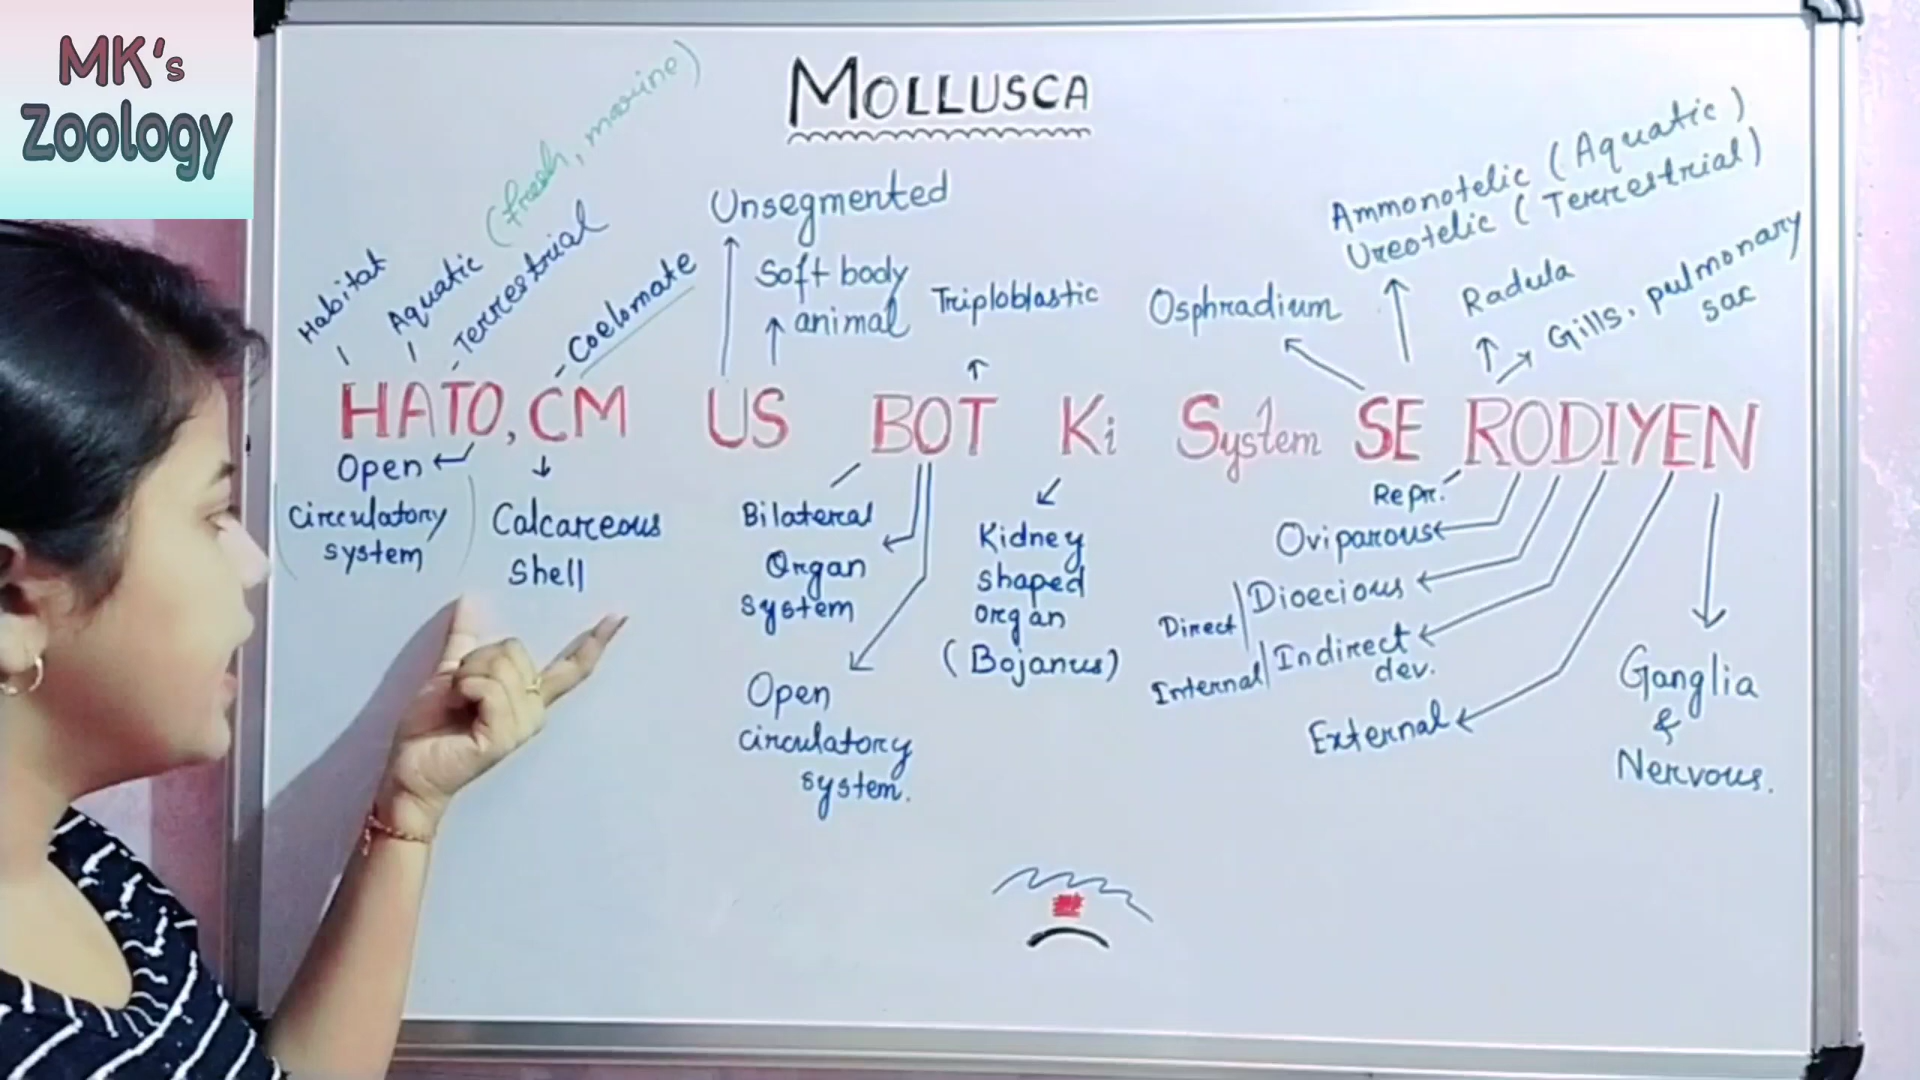 MK's
Zoology
MOLLUSCA
Habitat
Aquatic (fresh, marine)
Terrestrial
Coelomate
Unsegmented
Soft body
animal
Triploblastic
Osphradium
Ammonotelic (Aquatic)
Ureotelic (Terrestrial)
Radula
Gills, pulmonary
sac
HATO, CM US BOT Ki System SE RODIYEN
Open
circulatory
system
Calcareous
Shell
Bilateral
Organ
system
Open
circulatory
system.
Kidney
shaped
organ
(Bojanus)
Repr.
Oviparous
Dioecious
Direct
Indirect
dev.
Internal
External
Ganglia
&
Nervous.